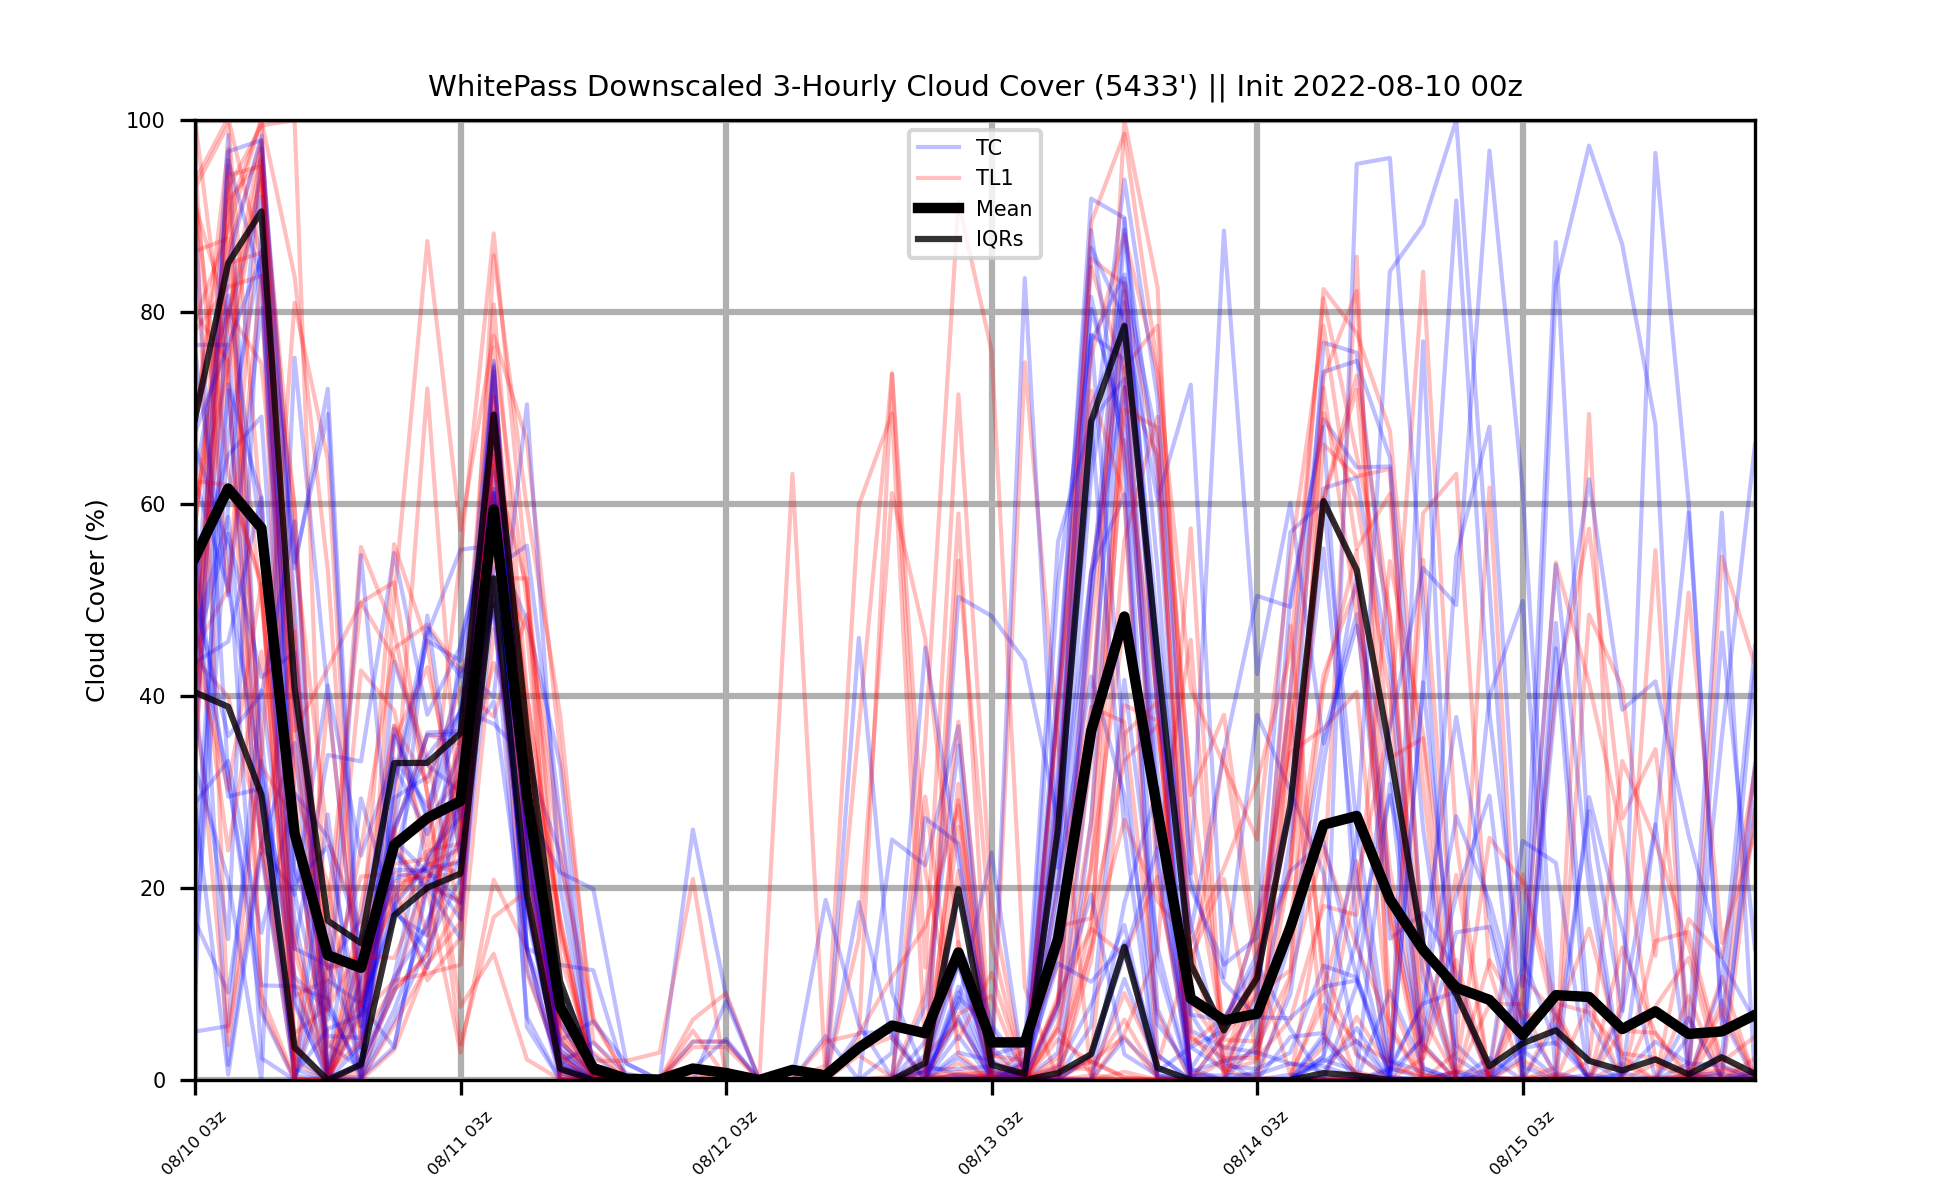 WhitePass Downscaled 3-Hourly Cloud Cover (5433') || Init 2022-08-10 00z
TC
TL1
Mean
IQRs
Cloud Cover (%)
100
80
60
40
20
0
08/10 03z
08/11 03z
08/12 03z
08/13 03z
08/14 03z
08/15 03z